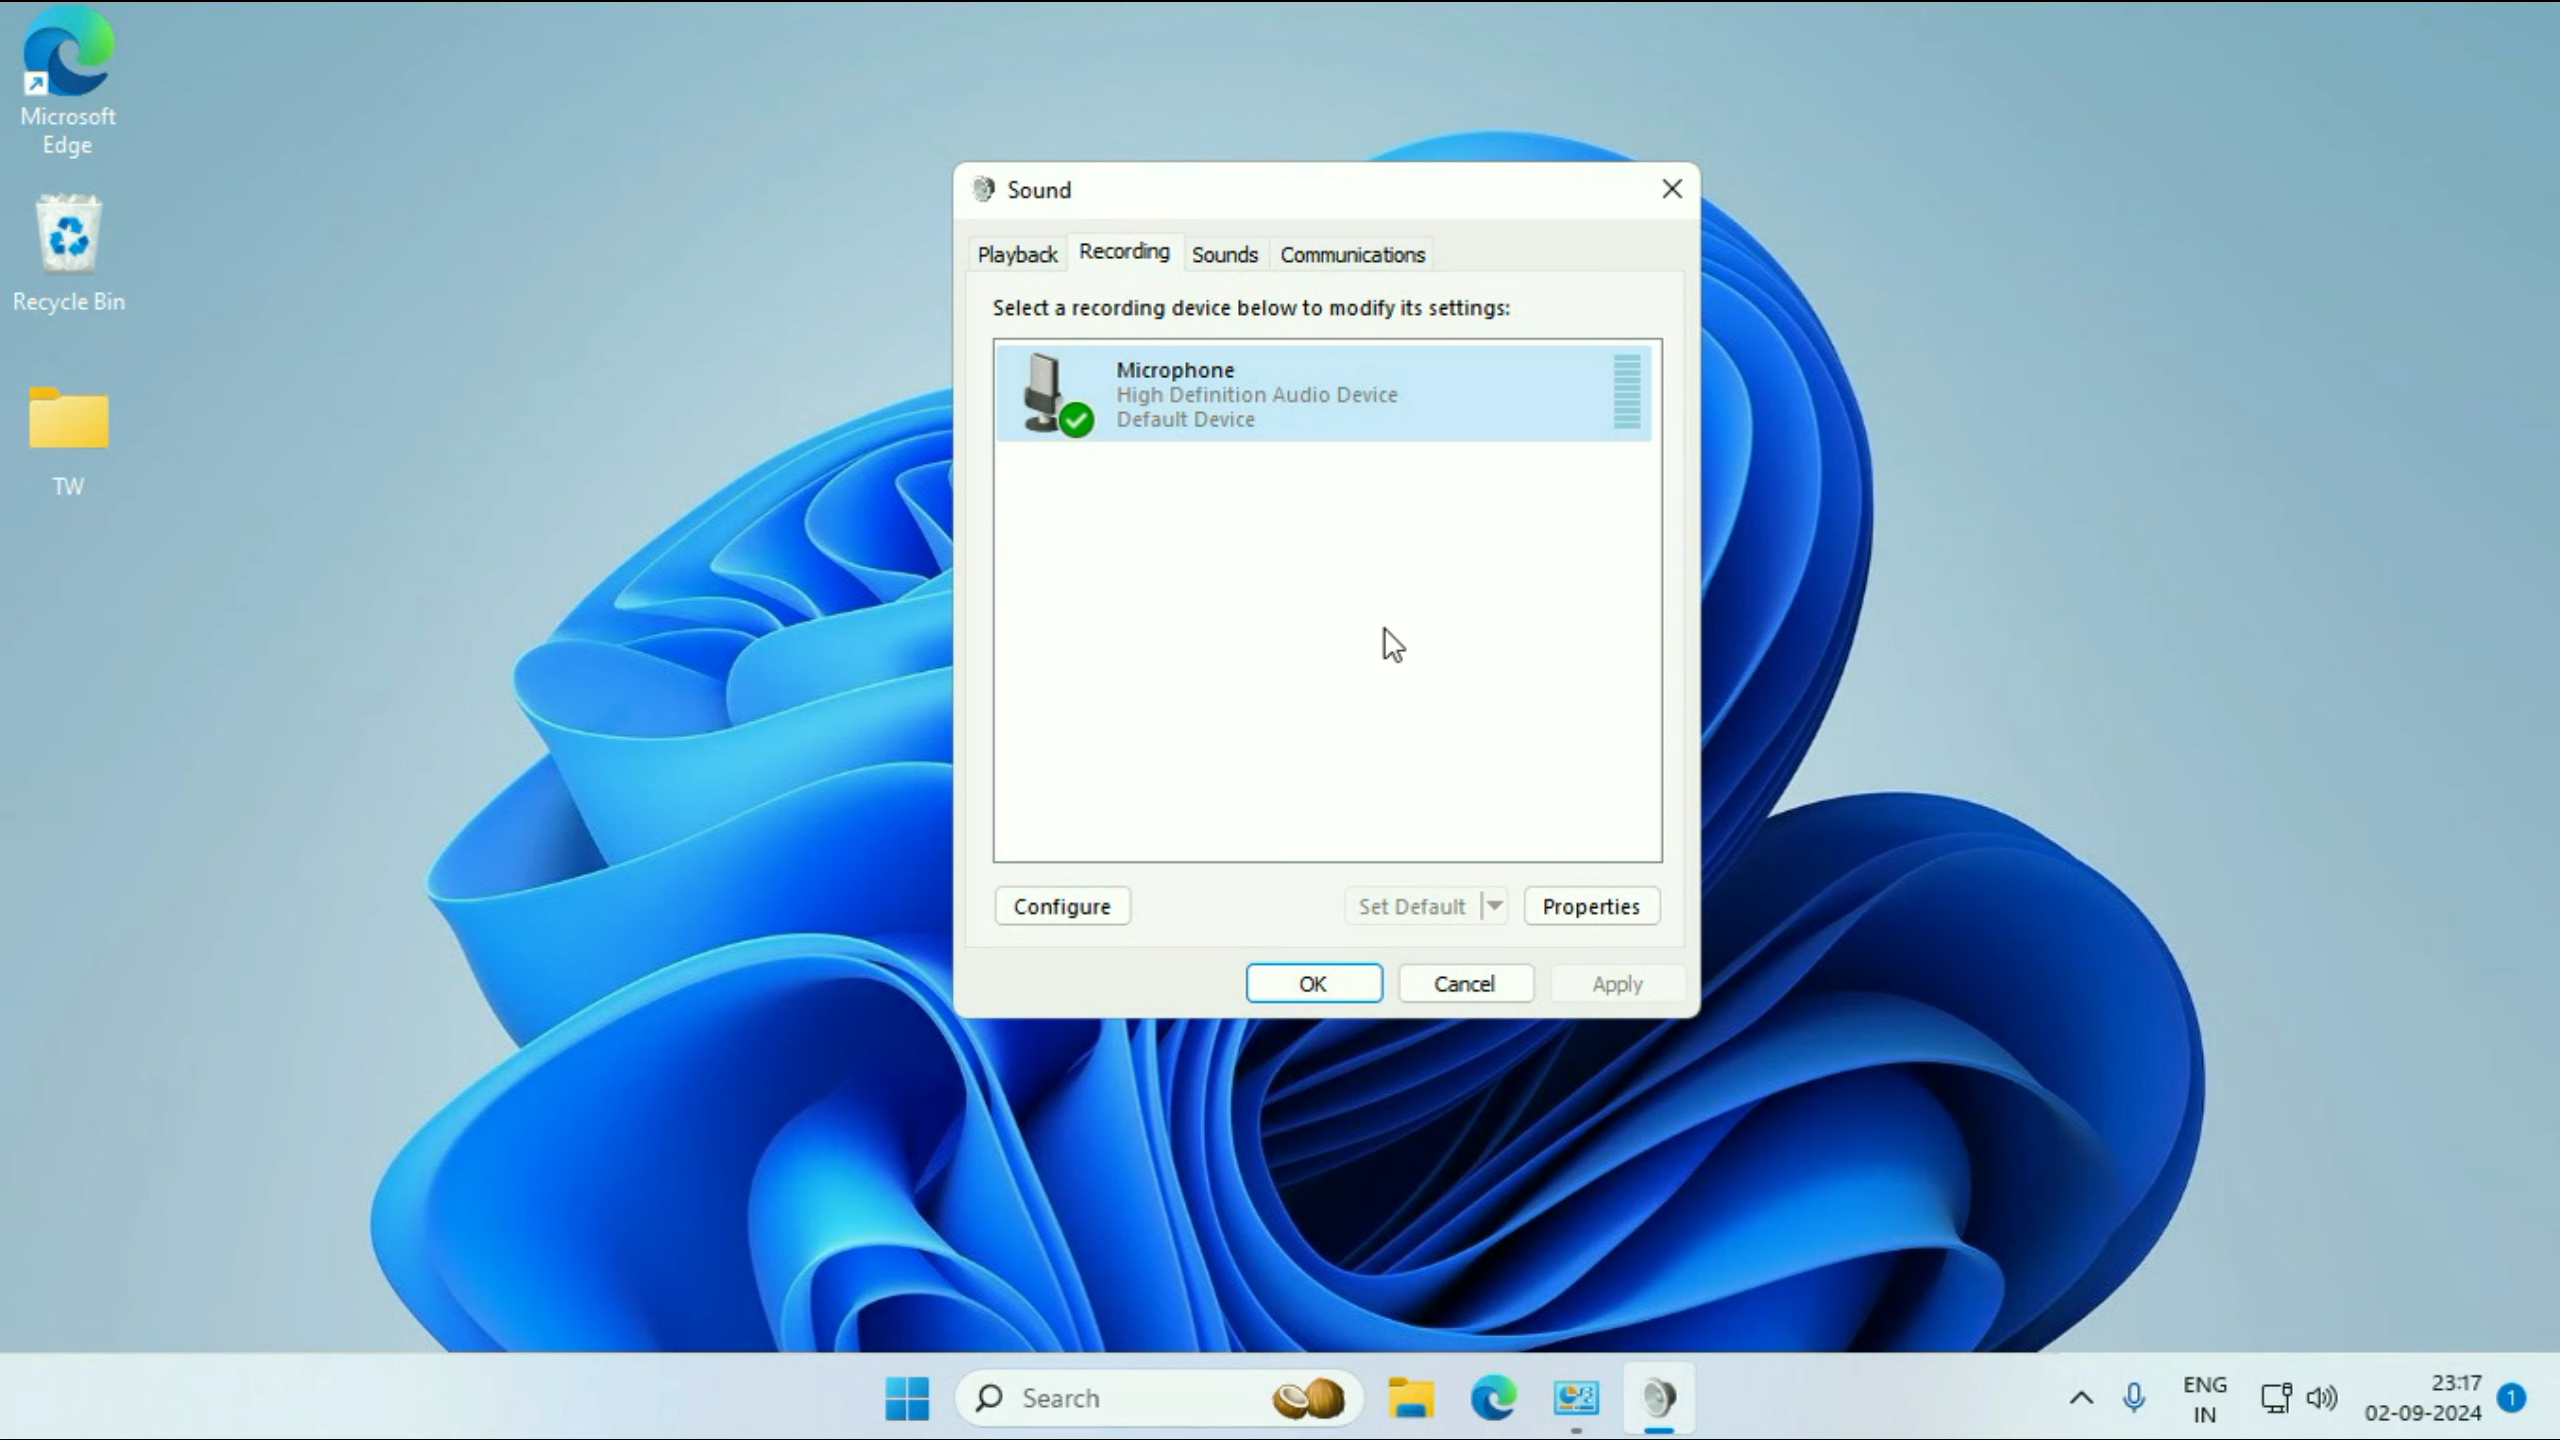 Microsoft
Edge
Recycle Bin
TW
Sound
Playback
Recording
Sounds
Communications
Select a recording device below to modify its settings:
Microphone
High Definition Audio Device
Default Device
Configure
Set Default
Properties
OK
Cancel
Apply
Search
ENG
IN
23:17
02-09-2024
1